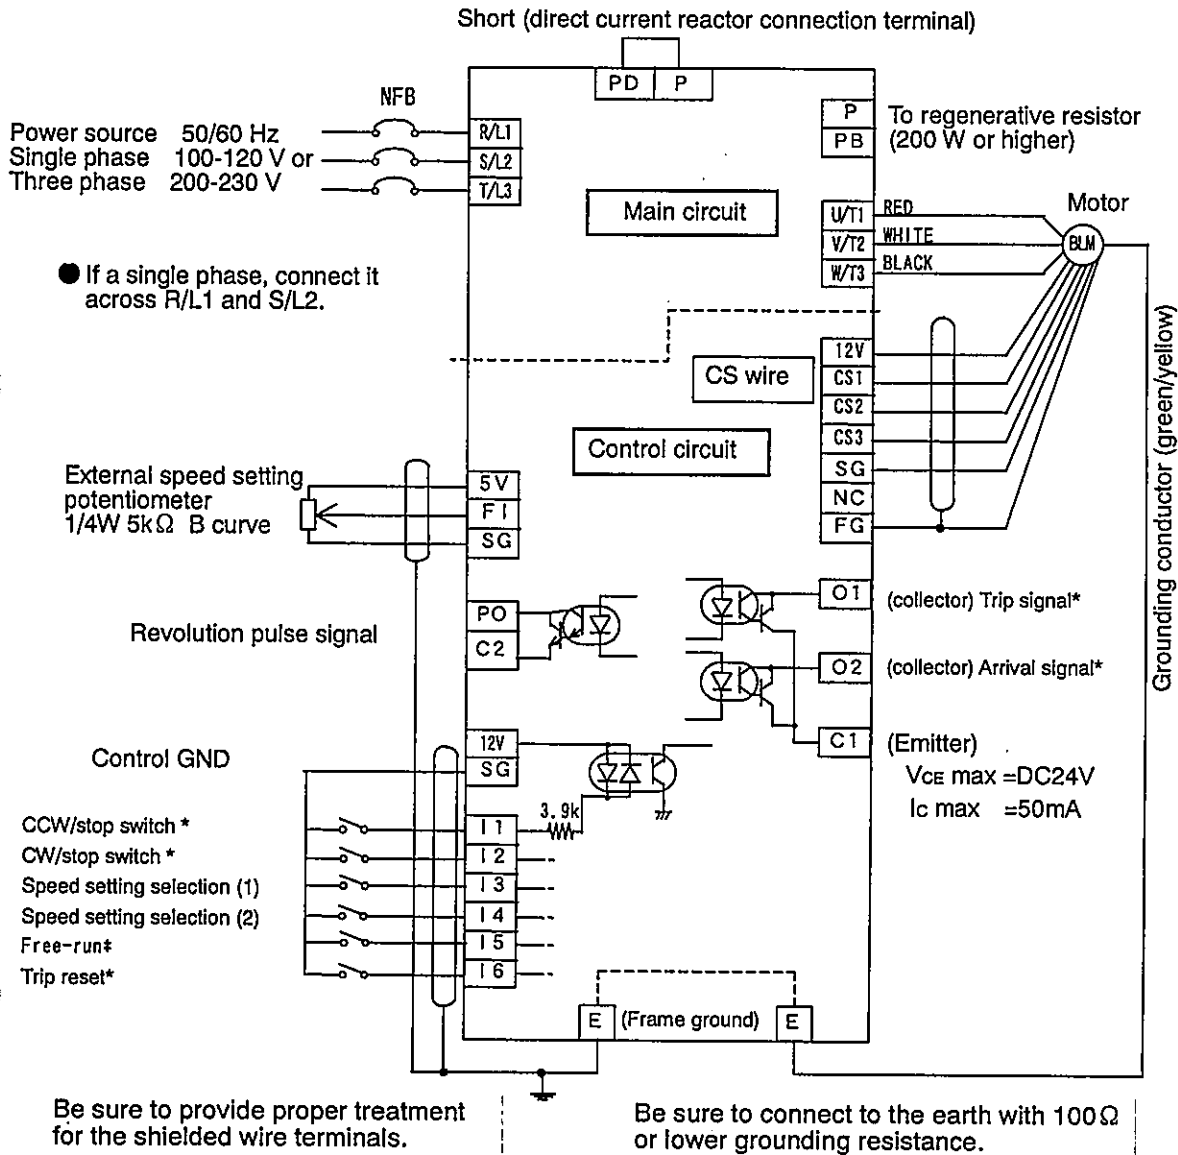 Short (direct current reactor connection terminal)
PD P
NFB
Power source 50/60 Hz
Single phase 100-120 V or
Three phase 200-230 V
R/L1
S/L2
T/L3
P
PB
To regenerative resistor
(200 W or higher)
Main circuit
U/T1 RED
V/T2 WHITE
W/T3 BLACK
Motor
BLM
● If a single phase, connect it
across R/L1 and S/L2.
CS wire
Control circuit
12V
CS1
CS2
CS3
SG
NC
FG
Grounding conductor (green/yellow)
External speed setting
potentiometer
1/4W 5kΩ B curve
5V
FI
SG
Revolution pulse signal
PO
C2
O1 (collector) Trip signal*
O2 (collector) Arrival signal*
C1 (Emitter)
VCE max =DC24V
Ic max =50mA
Control GND
12V
SG
3.9k
CCW/stop switch * I1
CW/stop switch * I2
Speed setting selection (1) I3
Speed setting selection (2) I4
Free-run‡ I5
Trip reset* I6
E (Frame ground) E
Be sure to provide proper treatment
for the shielded wire terminals.
Be sure to connect to the earth with 100Ω
or lower grounding resistance.